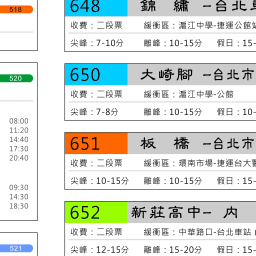 518
520
08:00
11:20
14:40
17:30
20:40
09:30
14:30
18:30
521
648 錦 繡 --台北車
收費：二段票 緩衝區：滬江中學-捷運公館站
尖峰：7-10分 離峰：10-15分 假日：15-
650 大崎腳 --台北市
收費：二段票 緩衝區：滬江中學-公館
尖峰：7-8分 離峰：10-15分 假日：10-15
651 板 橋 --台北市
收費：二段票 緩衝區：環南市場-捷運台大醫
尖峰：10-15分 離峰：10-15分 假日：15-
652 新莊高中-- 內
收費：二段票 緩衝區：中華路口-台北車站
尖峰：12-15分 離峰：15-20分 假日：15-